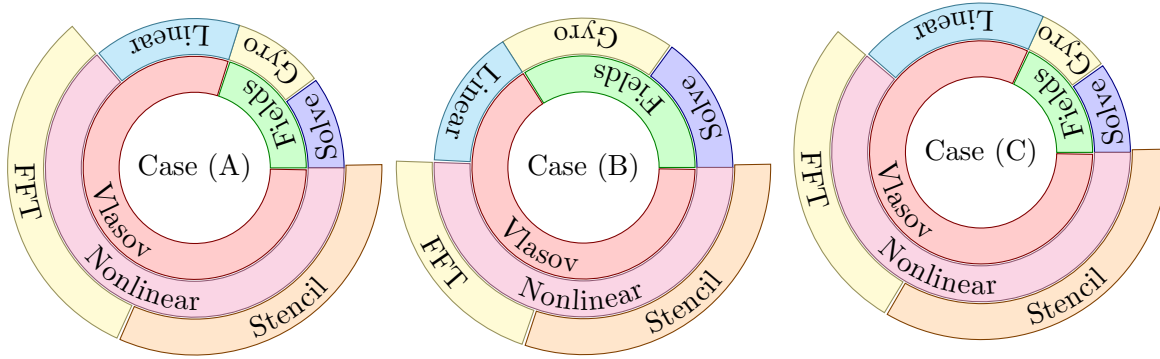 Linear
Gyro
Solve
Fields
FFT
Vlasov
Nonlinear
Stencil
Case (A)
Linear
Gyro
Solve
Fields
FFT
Vlasov
Nonlinear
Stencil
Case (B)
Linear
Gyro
Solve
Fields
FFT
Vlasov
Nonlinear
Stencil
Case (C)